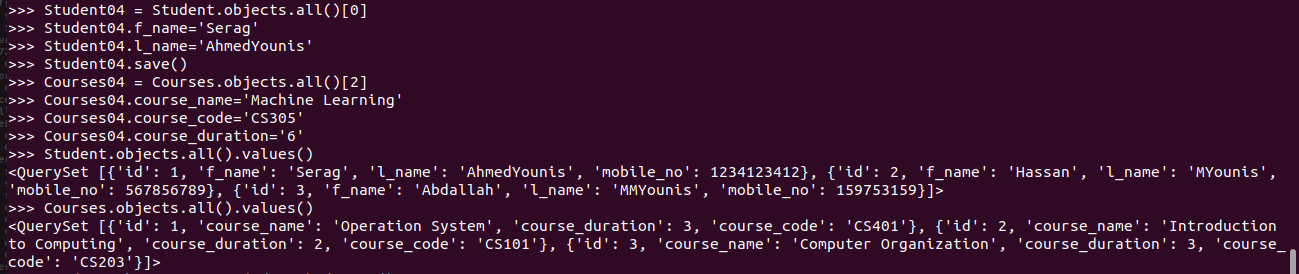 >>> Student04 = Student.objects.all()[0]
>>> Student04.f_name='Serag'
>>> Student04.l_name='AhmedYounis'
>>> Student04.save()
>>> Courses04 = Courses.objects.all()[2]
>>> Courses04.course_name='Machine Learning'
>>> Courses04.course_code='CS305'
>>> Courses04.course_duration='6'
>>> Student.objects.all().values()
<QuerySet [{'id': 1, 'f_name': 'Serag', 'l_name': 'AhmedYounis', 'mobile_no': 1234123412}, {'id': 2, 'f_name': 'Hassan', 'l_name': 'MYounis',
'mobile_no': 567856789}, {'id': 3, 'f_name': 'Abdallah', 'l_name': 'MMYounis', 'mobile_no': 159753159}]>
>>> Courses.objects.all().values()
<QuerySet [{'id': 1, 'course_name': 'Operation System', 'course_duration': 3, 'course_code': 'CS401'}, {'id': 2, 'course_name': 'Introduction
to Computing', 'course_duration': 2, 'course_code': 'CS101'}, {'id': 3, 'course_name': 'Computer Organization', 'course_duration': 3, 'course_
code': 'CS203'}]>